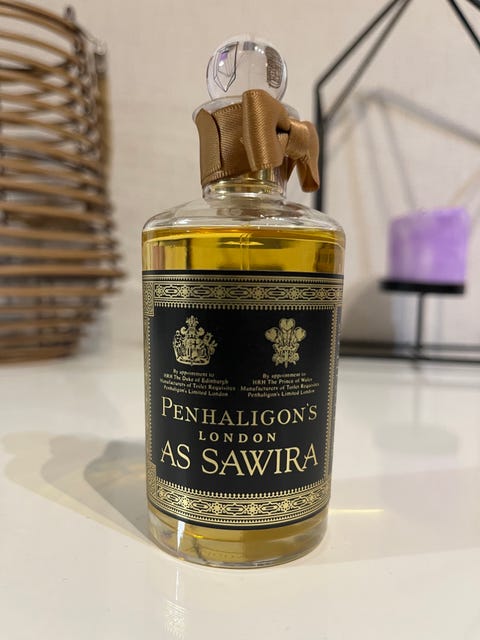 By appointment to
HRH The Duke of Edinburgh
Manufacturers of Toilet Requisites
Penhaligon's Limited London
By appointment to
HRH The Prince of Wales
Manufacturers of Toilet Requisites
Penhaligon's Limited London
PENHALIGON'S
LONDON
AS SAWIRA